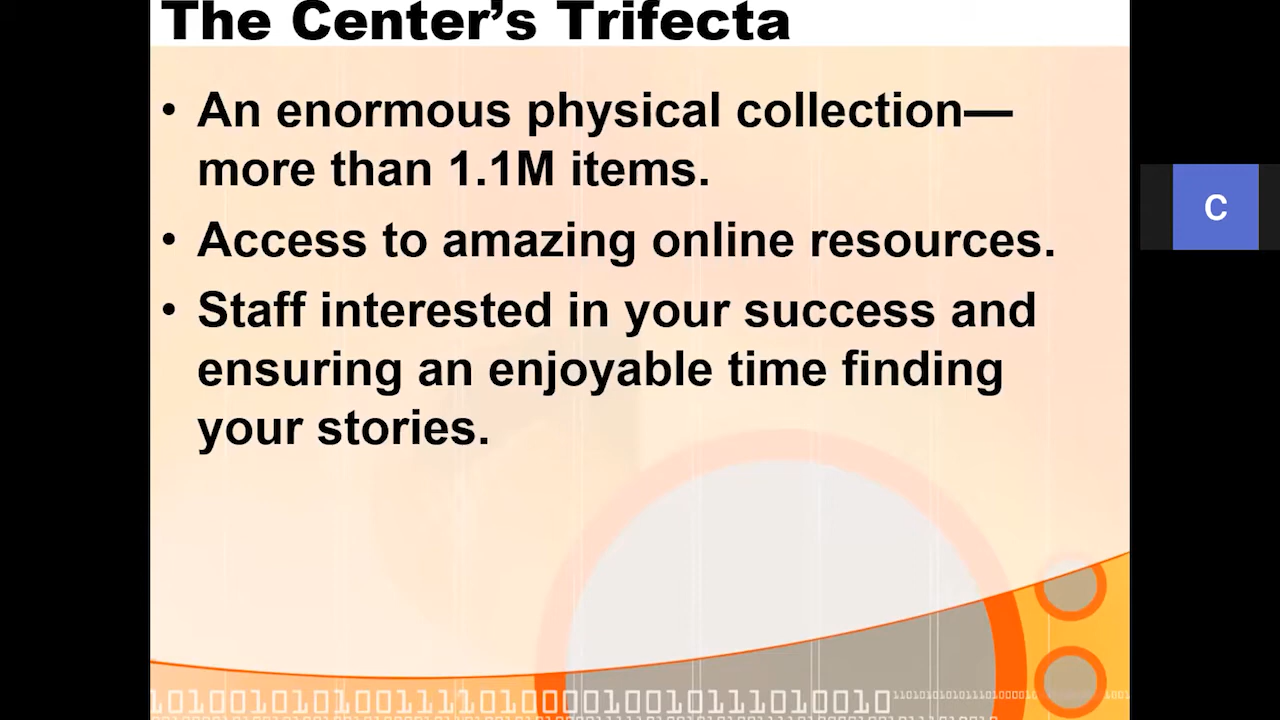 The Center’s Trifecta
• An enormous physical collection—
more than 1.1M items.
• Access to amazing online resources.
• Staff interested in your success and
ensuring an enjoyable time finding
your stories.
C